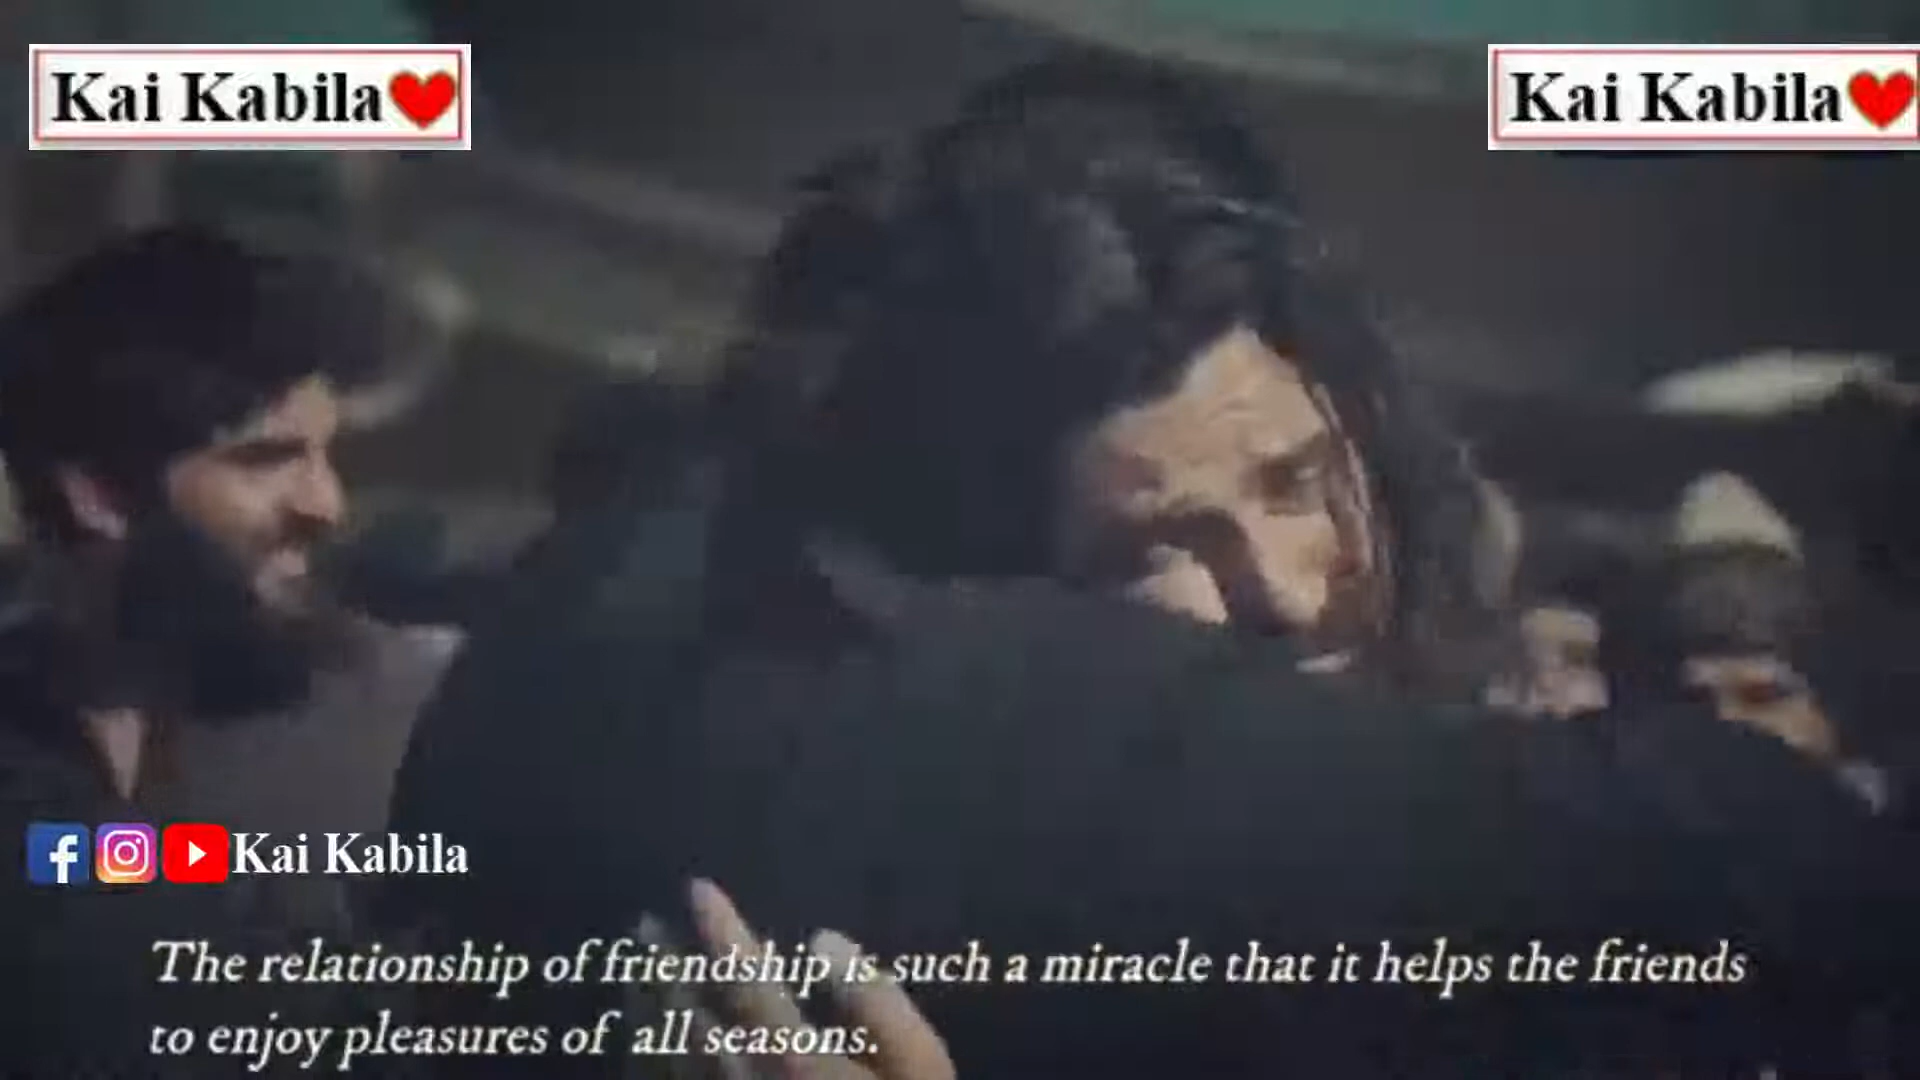 Kai Kabila
Kai Kabila
Kai Kabila
The relationship of friendship is such a miracle that it helps the friends
to enjoy pleasures of all seasons.